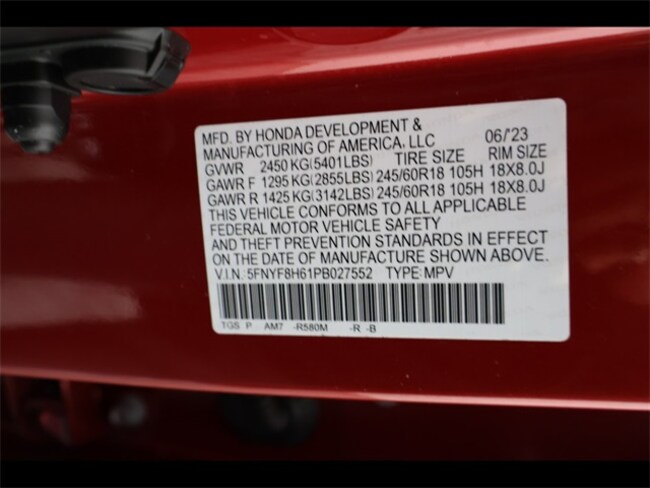 MFD. BY HONDA DEVELOPMENT &
MANUFACTURING OF AMERICA, LLC 06/'23
GVWR 2450 KG(5401LBS) TIRE SIZE RIM SIZE
GAWR F 1295 KG(2855LBS) 245/60R18 105H 18X8.0J
GAWR R 1425 KG(3142LBS) 245/60R18 105H 18X8.0J
THIS VEHICLE CONFORMS TO ALL APPLICABLE
FEDERAL MOTOR VEHICLE SAFETY
AND THEFT PREVENTION STANDARDS IN EFFECT
ON THE DATE OF MANUFACTURE SHOWN ABOVE.
V.I.N. 5FNYF8H61PB027552 TYPE: MPV
TGS P AM7 -R580M -R -B